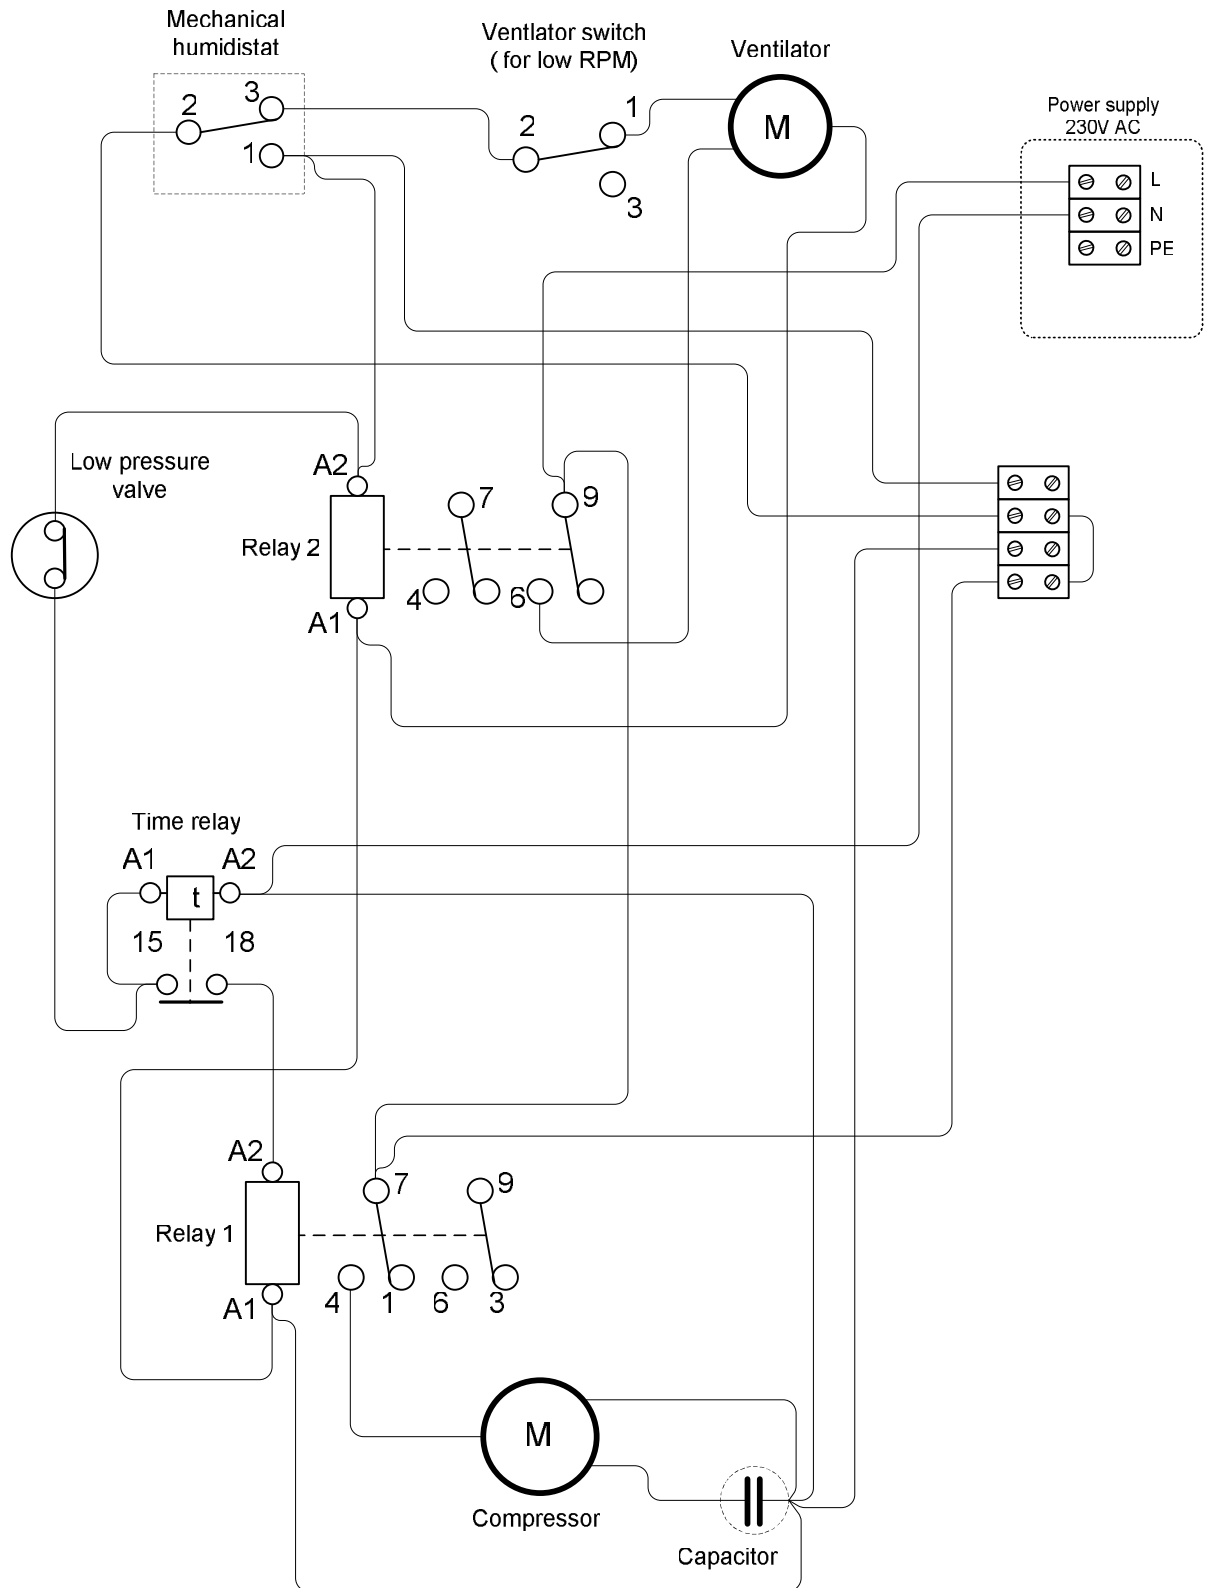 Mechanical
humidistat
Ventlator switch
( for low RPM)
Ventilator
Power supply
230V AC
3
2
1
1
2
3
M
L
N
PE
Low pressure
valve
A2
7
9
Relay 2
4
6
A1
Time relay
A1
A2
t
15
18
A2
7
9
Relay 1
A1
4
1
6
3
M
Compressor
Capacitor